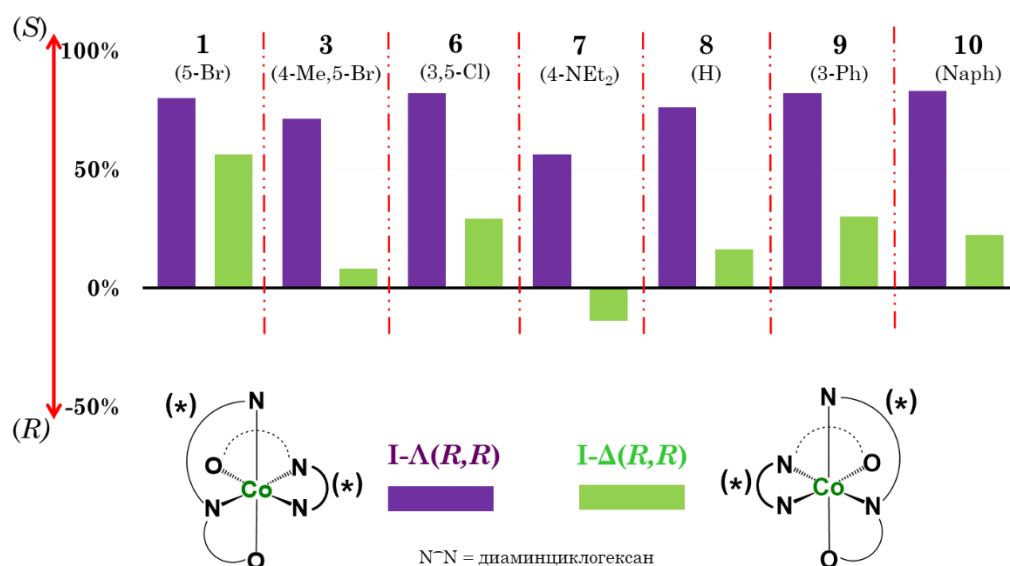 (S)
100%
50%
0%
-50%
(R)
1
(5-Br)
3
(4-Me,5-Br)
6
(3,5-Cl)
7
(4-NEt₂)
8
(H)
9
(3-Ph)
10
(Naph)
(*)
N
O
N
Co
(*)
N
N
O
I-Λ(R,R)
I-Δ(R,R)
N
(*)
N
O
(*)
Co
N
N
O
N⁀N = диаминциклогексан